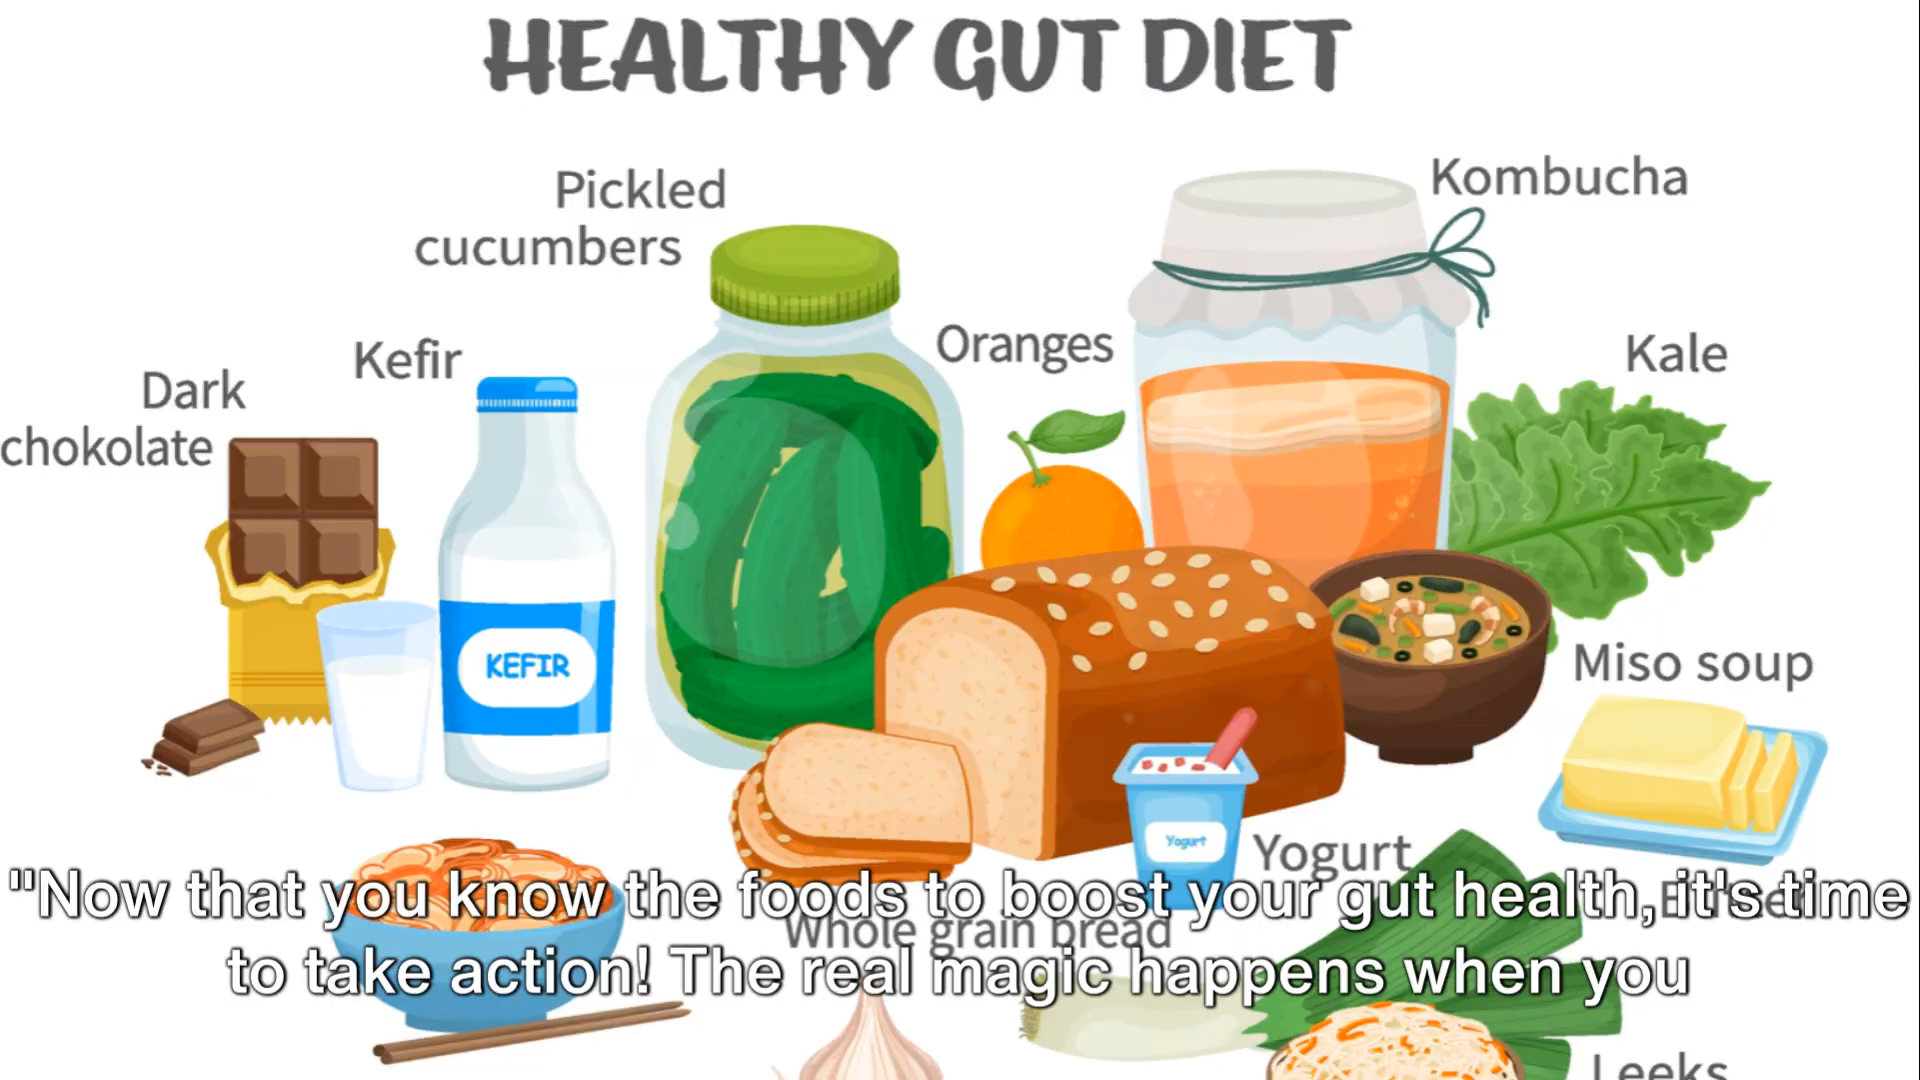 HEALTHY GUT DIET
Pickled
cucumbers
Kombucha
Kefir
Oranges
Kale
Dark
chokolate
KEFIR
Miso soup
Yogurt
Yogurt
"Now that you know the foods to boost your gut health, it's time
Whole grain bread
to take action! The real magic happens when you
Leeks